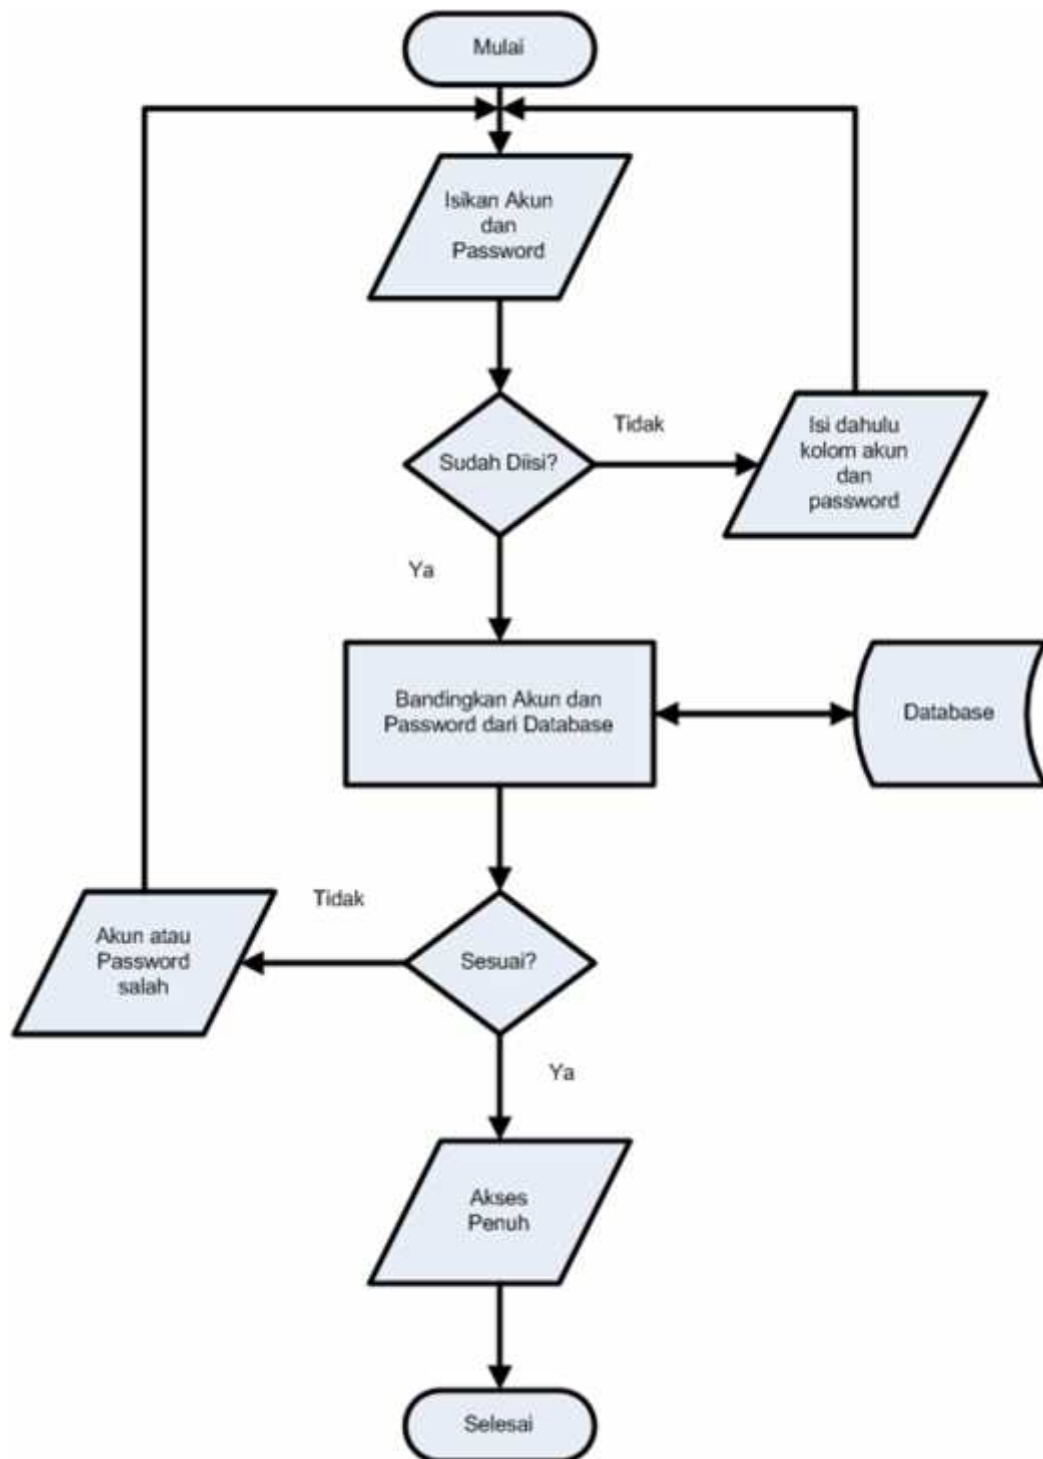 Mulai
Isikan Akun
dan
Password
Sudah Diisi?
Tidak
Isi dahulu
kolom akun
dan
password
Ya
Bandingkan Akun dan
Password dari Database
Database
Sesuai?
Tidak
Akun atau
Password
salah
Ya
Akses
Penuh
Selesai